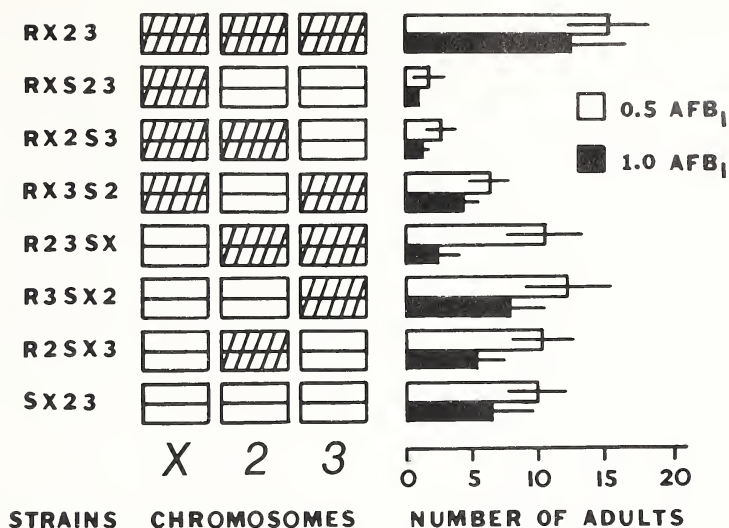 RX23
RXS23
RX2S3
RX3S2
R23SX
R3SX2
R2SX3
SX23
0.5 AFB₁
1.0 AFB₁
X 2 3
0 5 10 15 20
STRAINS CHROMOSOMES NUMBER OF ADULTS